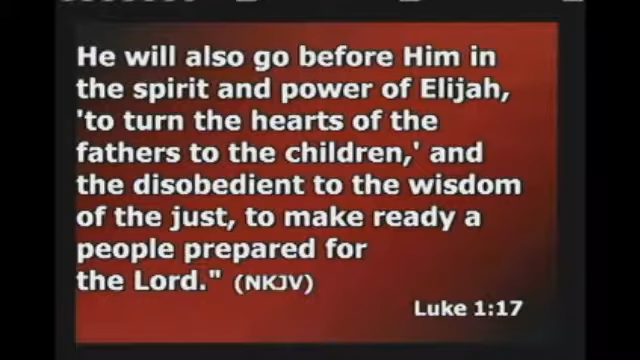 He will also go before Him in
the spirit and power of Elijah,
'to turn the hearts of the
fathers to the children,' and
the disobedient to the wisdom
of the just, to make ready a
people prepared for
the Lord." (NKJV)
Luke 1:17